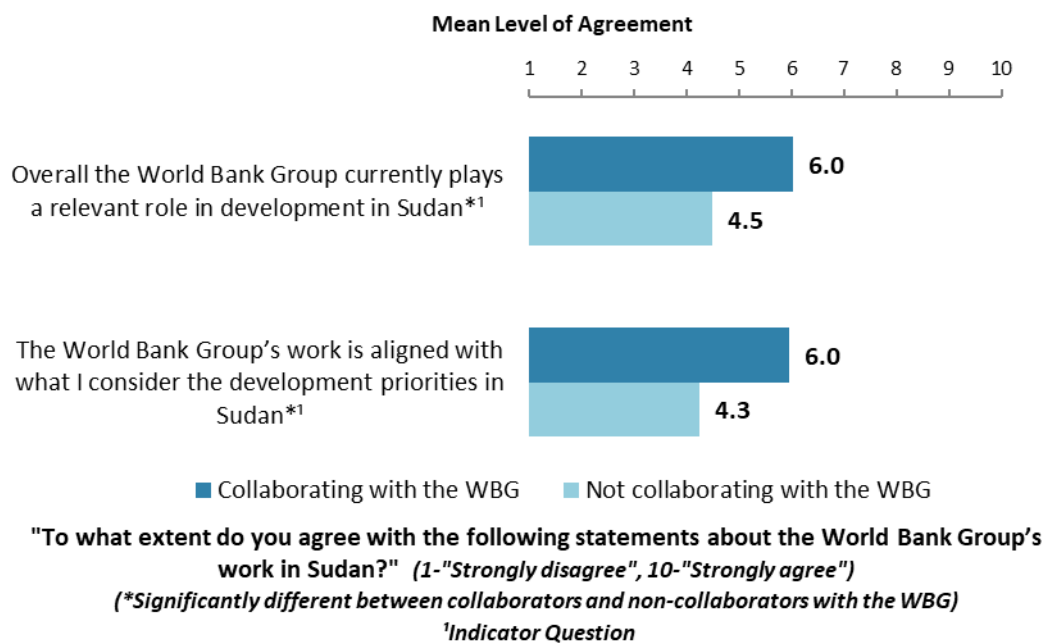 Mean Level of Agreement
1 2 3 4 5 6 7 8 9 10
Overall the World Bank Group currently plays
a relevant role in development in Sudan*¹
6.0
4.5
The World Bank Group's work is aligned with
what I consider the development priorities in
Sudan*¹
6.0
4.3
Collaborating with the WBG Not collaborating with the WBG
"To what extent do you agree with the following statements about the World Bank Group's
work in Sudan?" (1-"Strongly disagree", 10-"Strongly agree")
(*Significantly different between collaborators and non-collaborators with the WBG)
¹Indicator Question